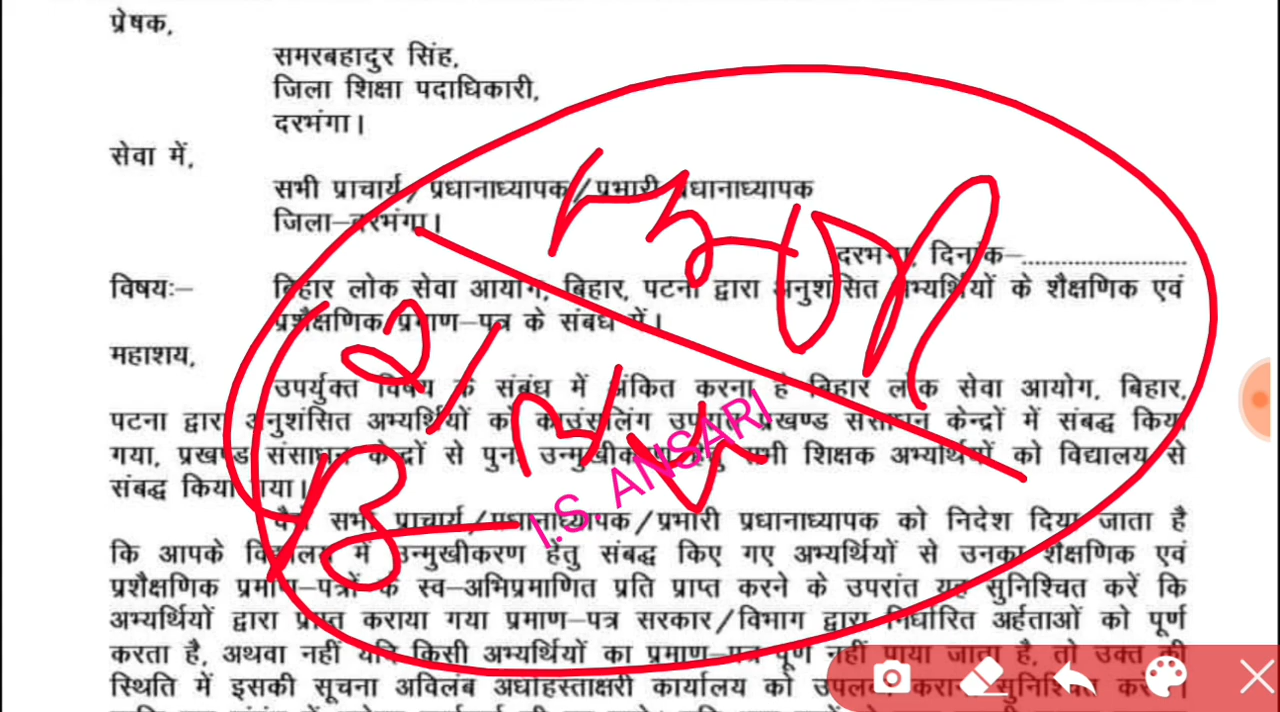 प्रेषक,
समरबहादुर सिंह,
जिला शिक्षा पदाधिकारी,
दरभंगा।
सेवा में,
सभी प्राचार्य/प्रधानाध्यापक/प्रभारी प्रधानाध्यापक
जिला–दरभंगा।
दरभंगा, दिनांक–........................
विषयः– बिहार लोक सेवा आयोग, बिहार, पटना द्वारा अनुशंसित अभ्यर्थियों के शैक्षणिक एवं
प्रशैक्षणिक प्रमाण–पत्र के संबंध में।
महाशय,
उपर्युक्त विषय के संबंध में अंकित करना है बिहार लोक सेवा आयोग, बिहार,
पटना द्वारा अनुशंसित अभ्यर्थियों का काउंसलिंग उपरांत प्रखण्ड संसाधन केन्द्रों में संबद्ध किया
गया, प्रखण्ड संसाधन केन्द्रों से पुनः उन्मुखीकरण हेतु सभी शिक्षक अभ्यर्थियों को विद्यालय से
संबद्ध किया गया।
I.S. ANSARI
वैसे सभी प्राचार्य/प्रधानाध्यापक/प्रभारी प्रधानाध्यापक को निदेश दिया जाता है
कि आपके विद्यालय में उन्मुखीकरण हेतु संबद्ध किए गए अभ्यर्थियों से उनका शैक्षणिक एवं
प्रशैक्षणिक प्रमाण–पत्रों के स्व–अभिप्रमाणित प्रति प्राप्त करने के उपरांत यह सुनिश्चित करें कि
अभ्यर्थियों द्वारा प्राप्त कराया गया प्रमाण–पत्र सरकार/विभाग द्वारा निर्धारित अर्हताओं को पूर्ण
करता है, अथवा नहीं यदि किसी अभ्यर्थियों का प्रमाण–पत्र पूर्ण नहीं पाया जाता है, तो उक्त की
स्थिति में इसकी सूचना अविलंब अधोहस्ताक्षरी कार्यालय को उपलब्ध कराना सुनिश्चित करें।